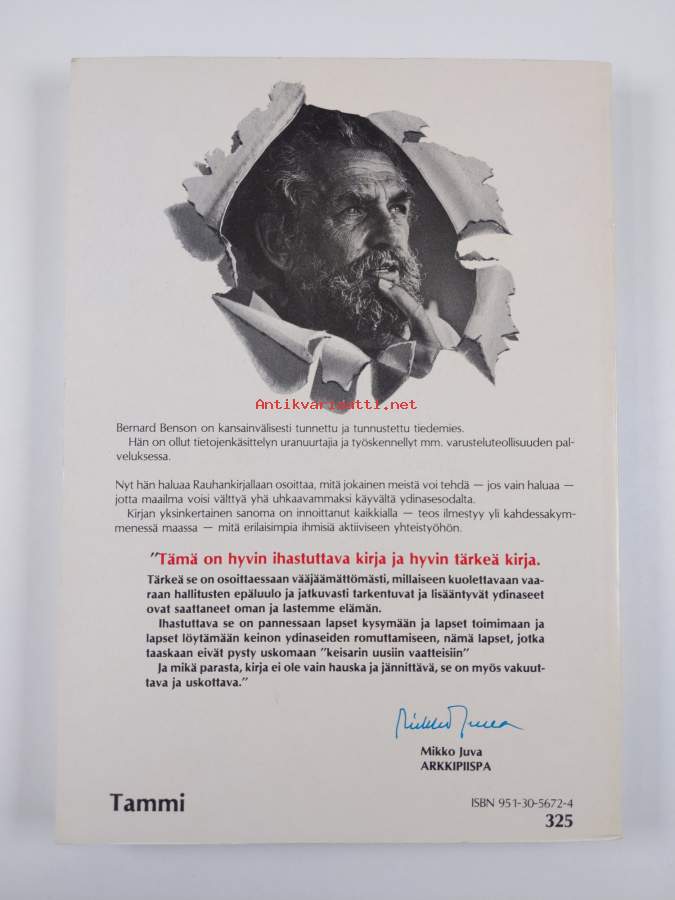 Antikvariaatti.net
Bernard Benson on kansainvälisesti tunnettu ja tunnustettu tiedemies.
Hän on ollut tietojenkäsittelyn uranuurtajia ja työskennellyt mm. varusteluteollisuuden pal-
veluksessa.
Nyt hän haluaa Rauhankirjallaan osoittaa, mitä jokainen meistä voi tehdä — jos vain haluaa —
jotta maailma voisi välttyä yhä uhkaavammaksi käyvältä ydinasesodalta.
Kirjan yksinkertainen sanoma on innoittanut kaikkialla — teos ilmestyy yli kahdessakym-
menessä maassa — mitä erilaisimpia ihmisiä aktiiviseen yhteistyöhön.
"Tämä on hyvin ihastuttava kirja ja hyvin tärkeä kirja.
Tärkeä se on osoittaessaan vääjäämättömästi, millaiseen kuolettavaan vaa-
raan hallitusten epäluulo ja jatkuvasti tarkentuvat ja lisääntyvät ydinaseet
ovat saattaneet oman ja lastemme elämän.
Ihastuttava se on pannessaan lapset kysymään ja lapset toimimaan ja
lapset löytämään keinon ydinaseiden romuttamiseen, nämä lapset, jotka
taaskaan eivät pysty uskomaan "keisarin uusiin vaatteisiin"
Ja mikä parasta, kirja ei ole vain hauska ja jännittävä, se on myös vakuut-
tava ja uskottava."
Mikko Juva
Mikko Juva
ARKKIPIISPA
Tammi
ISBN 951-30-5672-4
325